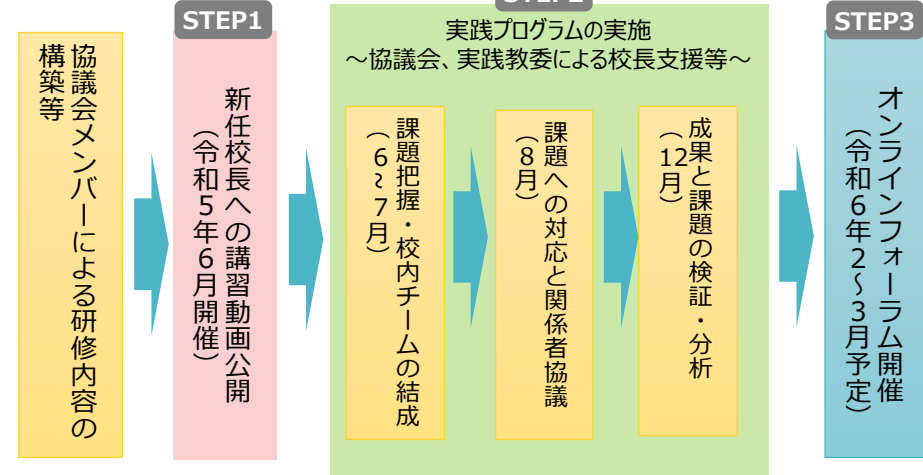 協議会メンバーによる研修内容の
構築等
STEP1
新任校長への講習動画公開
（令和5年6月開催）
STEP2
実践プログラムの実施
～協議会、実践教委による校長支援等～
課題把握・校内チームの結成
（6～7月）
課題への対応と関係者協議
（8月）
成果と課題の検証・分析
（12月）
STEP3
オンラインフォーラム開催
（令和6年2～3月予定）